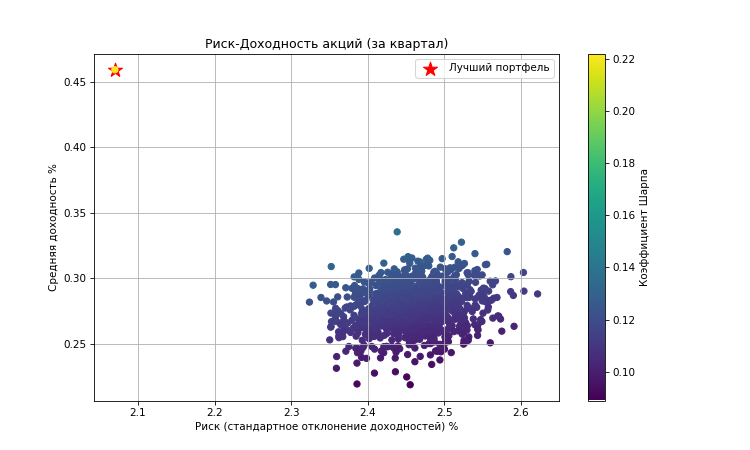 Риск-Доходность акций (за квартал)
Лучший портфель
0.45
0.40
0.35
0.30
0.25
Средняя доходность %
2.1 2.2 2.3 2.4 2.5 2.6
Риск (стандартное отклонение доходностей) %
0.22
0.20
0.18
0.16
0.14
0.12
0.10
Коэффициент Шарпа